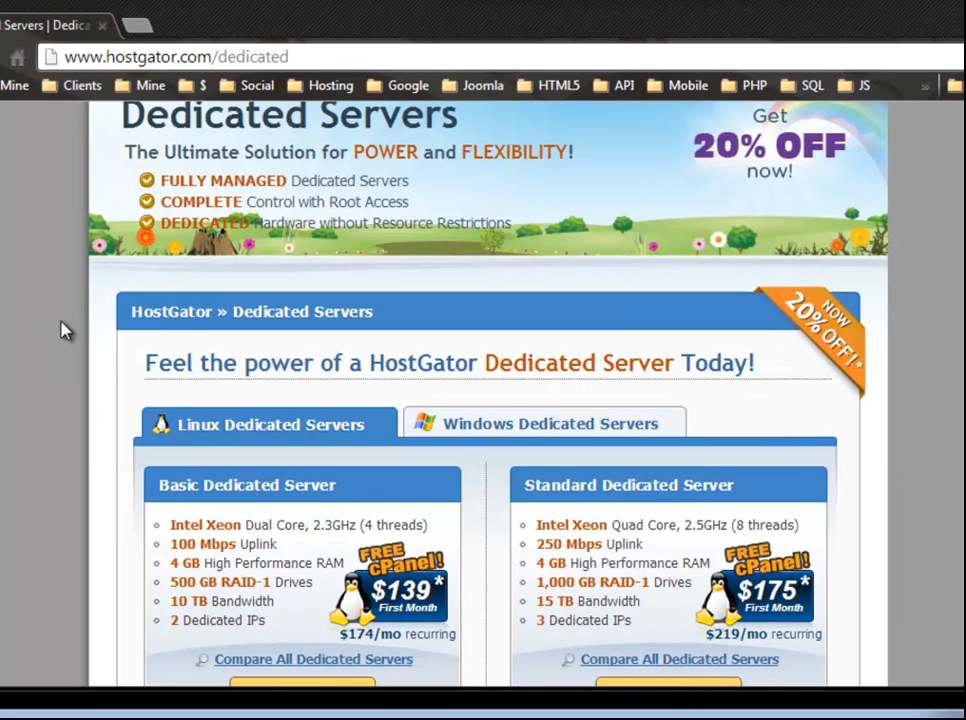 Servers | Dedica
www.hostgator.com/dedicated
Mine Clients Mine $ Social Hosting Google Joomla HTML5 API Mobile PHP SQL JS »
Dedicated Servers
The Ultimate Solution for POWER and FLEXIBILITY!
FULLY MANAGED Dedicated Servers
COMPLETE Control with Root Access
DEDICATED Hardware without Resource Restrictions
Get
20% OFF
now!
HostGator » Dedicated Servers
NOW
20% OFF!*
Feel the power of a HostGator Dedicated Server Today!
Linux Dedicated Servers
Windows Dedicated Servers
Basic Dedicated Server
Intel Xeon Dual Core, 2.3GHz (4 threads)
100 Mbps Uplink
4 GB High Performance RAM
500 GB RAID-1 Drives
10 TB Bandwidth
2 Dedicated IPs
FREE
cPanel!
$139*
First Month
$174/mo recurring
Compare All Dedicated Servers
Standard Dedicated Server
Intel Xeon Quad Core, 2.5GHz (8 threads)
250 Mbps Uplink
4 GB High Performance RAM
1,000 GB RAID-1 Drives
15 TB Bandwidth
3 Dedicated IPs
FREE
cPanel!
$175*
First Month
$219/mo recurring
Compare All Dedicated Servers